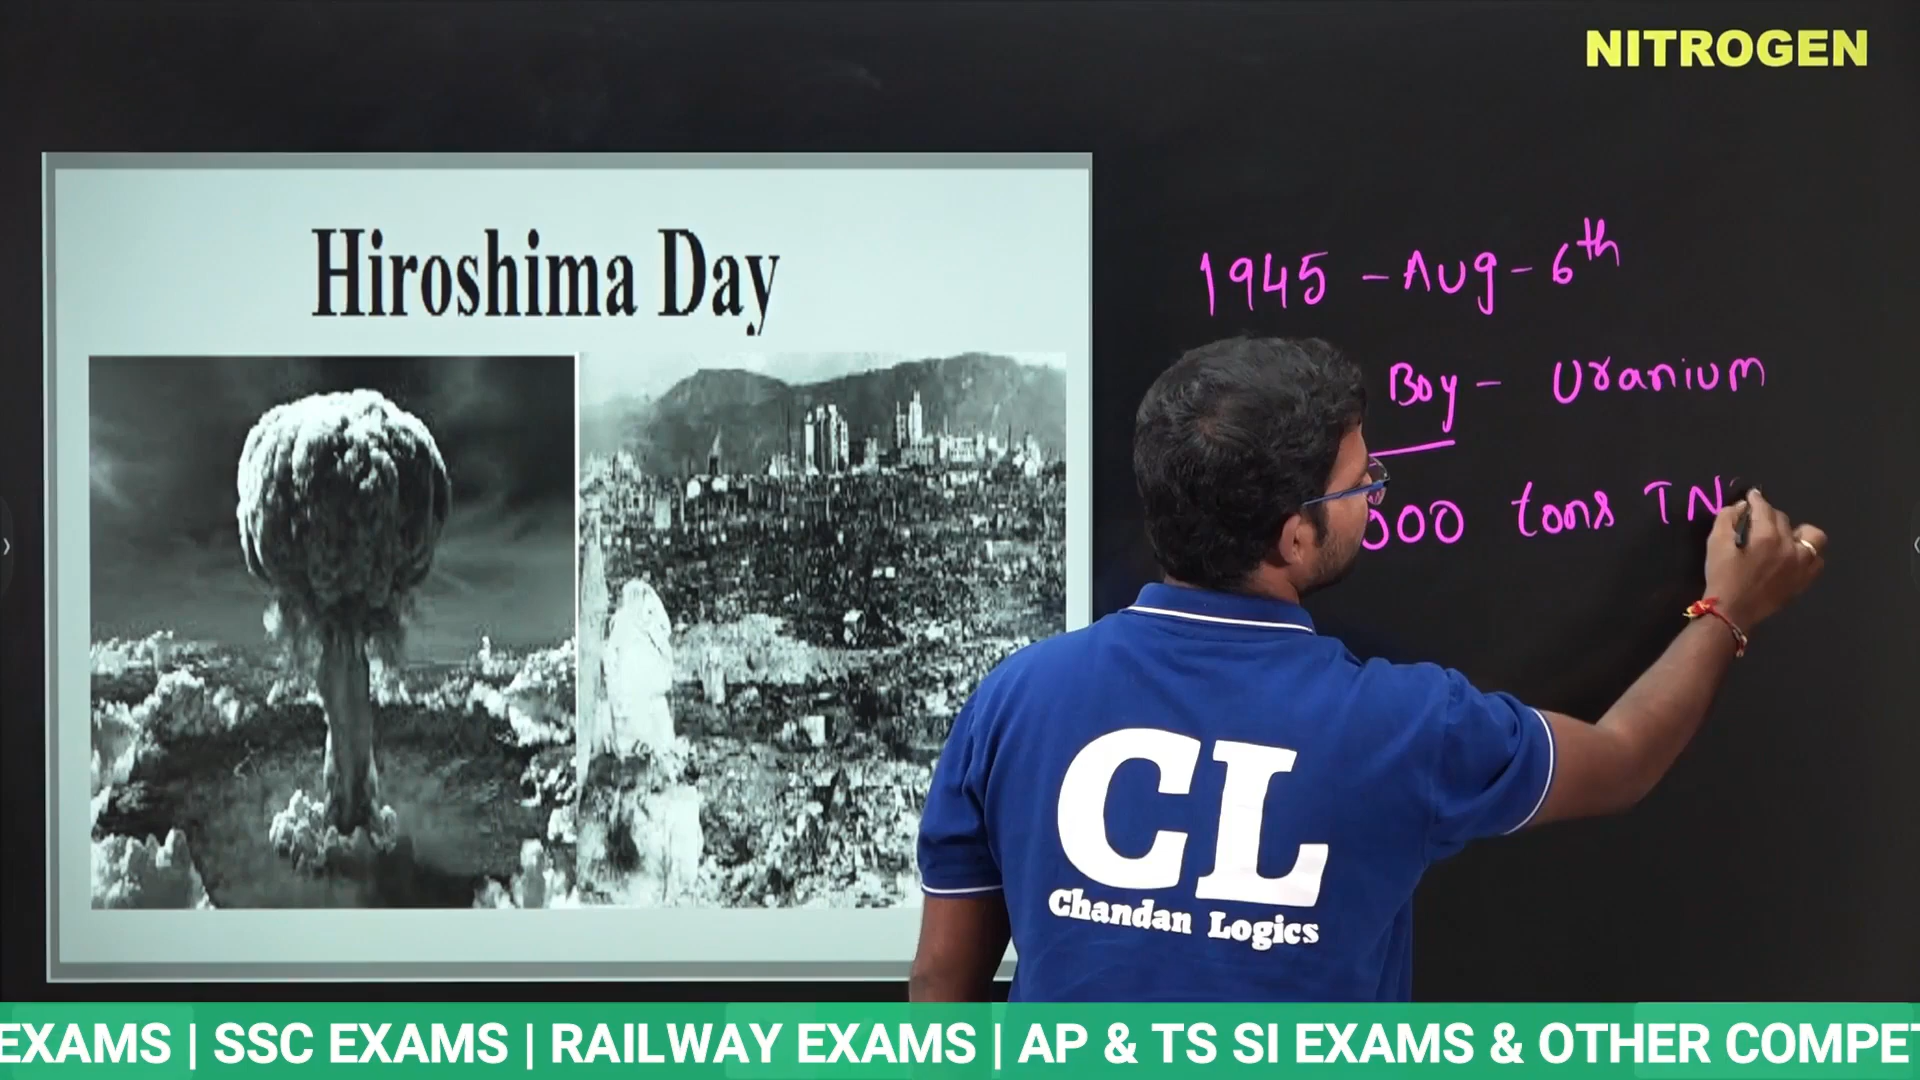 NITROGEN
Hiroshima Day
1945 - Aug - 6th
Boy - Uranium
000 tons TN
CL
Chandan Logics
EXAMS | SSC EXAMS | RAILWAY EXAMS | AP & TS SI EXAMS & OTHER COMPE